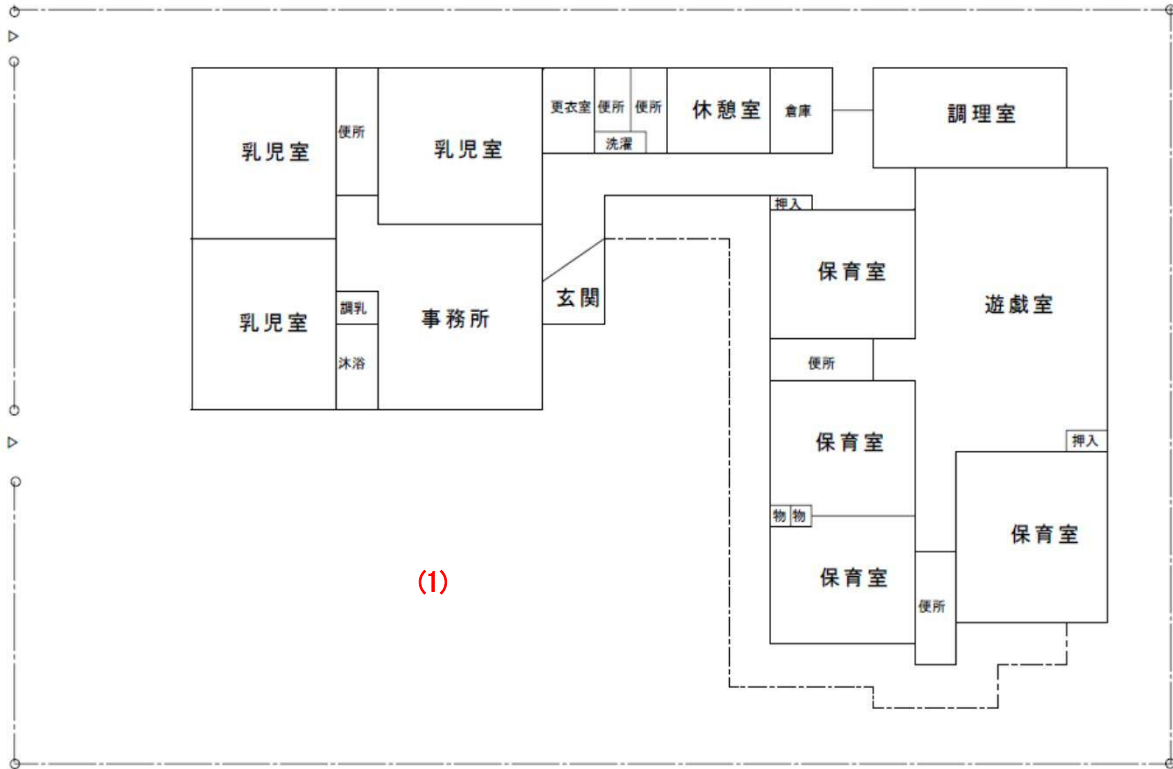 更衣室
便所
便所
休憩室
倉庫
調理室
便所
乳児室
乳児室
洗濯
押入
保育室
玄関
遊戯室
調乳
事務所
乳児室
沐浴
便所
押入
保育室
物
物
保育室
保育室
(1)
便所